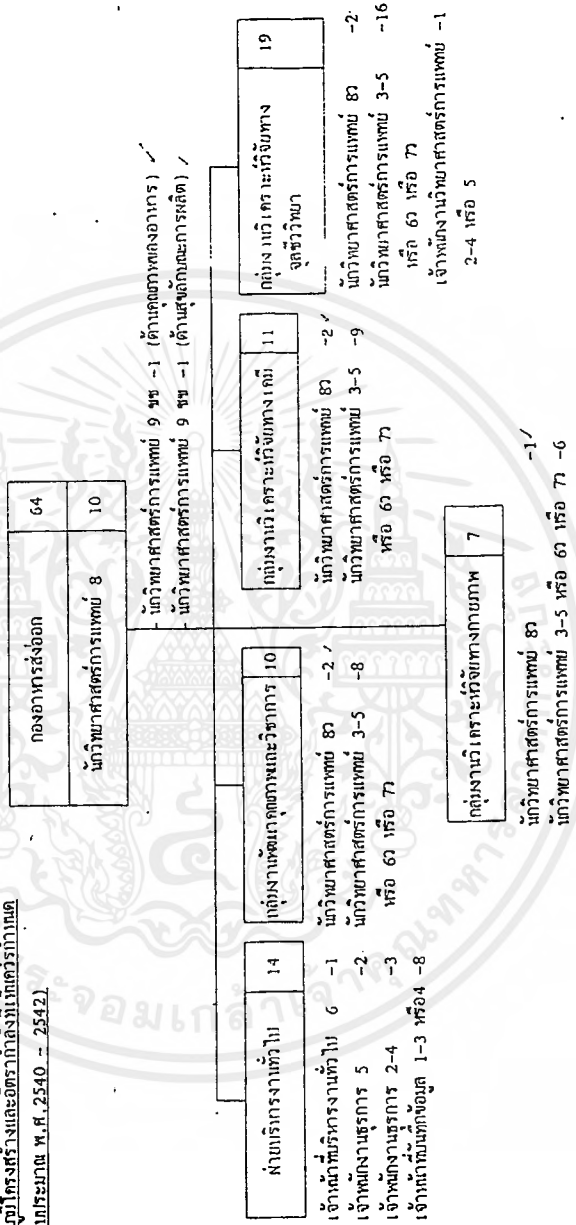 ภูมิโครงสร้างและอัตรากำลังที่เห็นควรกำหนด
พ.ศ.2540 - 2542)
กองอาหารส่งออก 64
นักวิทยาศาสตร์การแพทย์ 8 10
- นักวิทยาศาสตร์การแพทย์ 9 ชช -1 (ด้านคุณภาพของอาหาร) ✓
- นักวิทยาศาสตร์การแพทย์ 9 ชช -1 (ด้านสุขลักษณะการผลิต) ✓
ฝ่ายบริหารงานทั่วไป 14
เจ้าหน้าที่บริหารงานทั่วไป 6 -1
เจ้าพนักงานธุรการ 5 -2
เจ้าพนักงานธุรการ 2-4 -3
เจ้าหน้าที่บันทึกข้อมูล 1-3 หรือ4 -8
กลุ่มงานพัฒนาคุณภาพและวิชาการ 10
นักวิทยาศาสตร์การแพทย์ 8ว -2 ✓
นักวิทยาศาสตร์การแพทย์ 3-5 -8
หรือ 6ว หรือ 7ว
กลุ่มงานวิเคราะห์วิจัยทางเคมี 11
นักวิทยาศาสตร์การแพทย์ 8ว -2 ✓
นักวิทยาศาสตร์การแพทย์ 3-5 -9
หรือ 6ว หรือ 7ว
กลุ่มงานวิเคราะห์วิจัยทาง 19
จุลชีววิทยา
นักวิทยาศาสตร์การแพทย์ 8ว -2
นักวิทยาศาสตร์การแพทย์ 3-5 -16
หรือ 6ว หรือ 7ว
เจ้าพนักงานวิทยาศาสตร์การแพทย์ -1
2-4 หรือ 5
กลุ่มงานวิเคราะห์วิจัยทางกายภาพ 7
นักวิทยาศาสตร์การแพทย์ 8ว -1 ✓
นักวิทยาศาสตร์การแพทย์ 3-5 หรือ 6ว หรือ 7ว -6